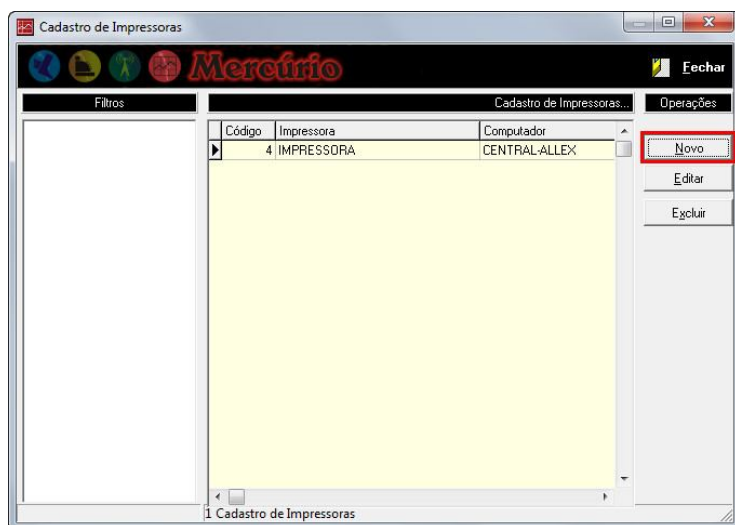 Cadastro de Impressoras
Mercúrio
Fechar
Filtros
Cadastro de Impressoras...
Operações
Código Impressora Computador
4 IMPRESSORA CENTRAL-ALLEX
Novo
Editar
Excluir
1 Cadastro de Impressoras